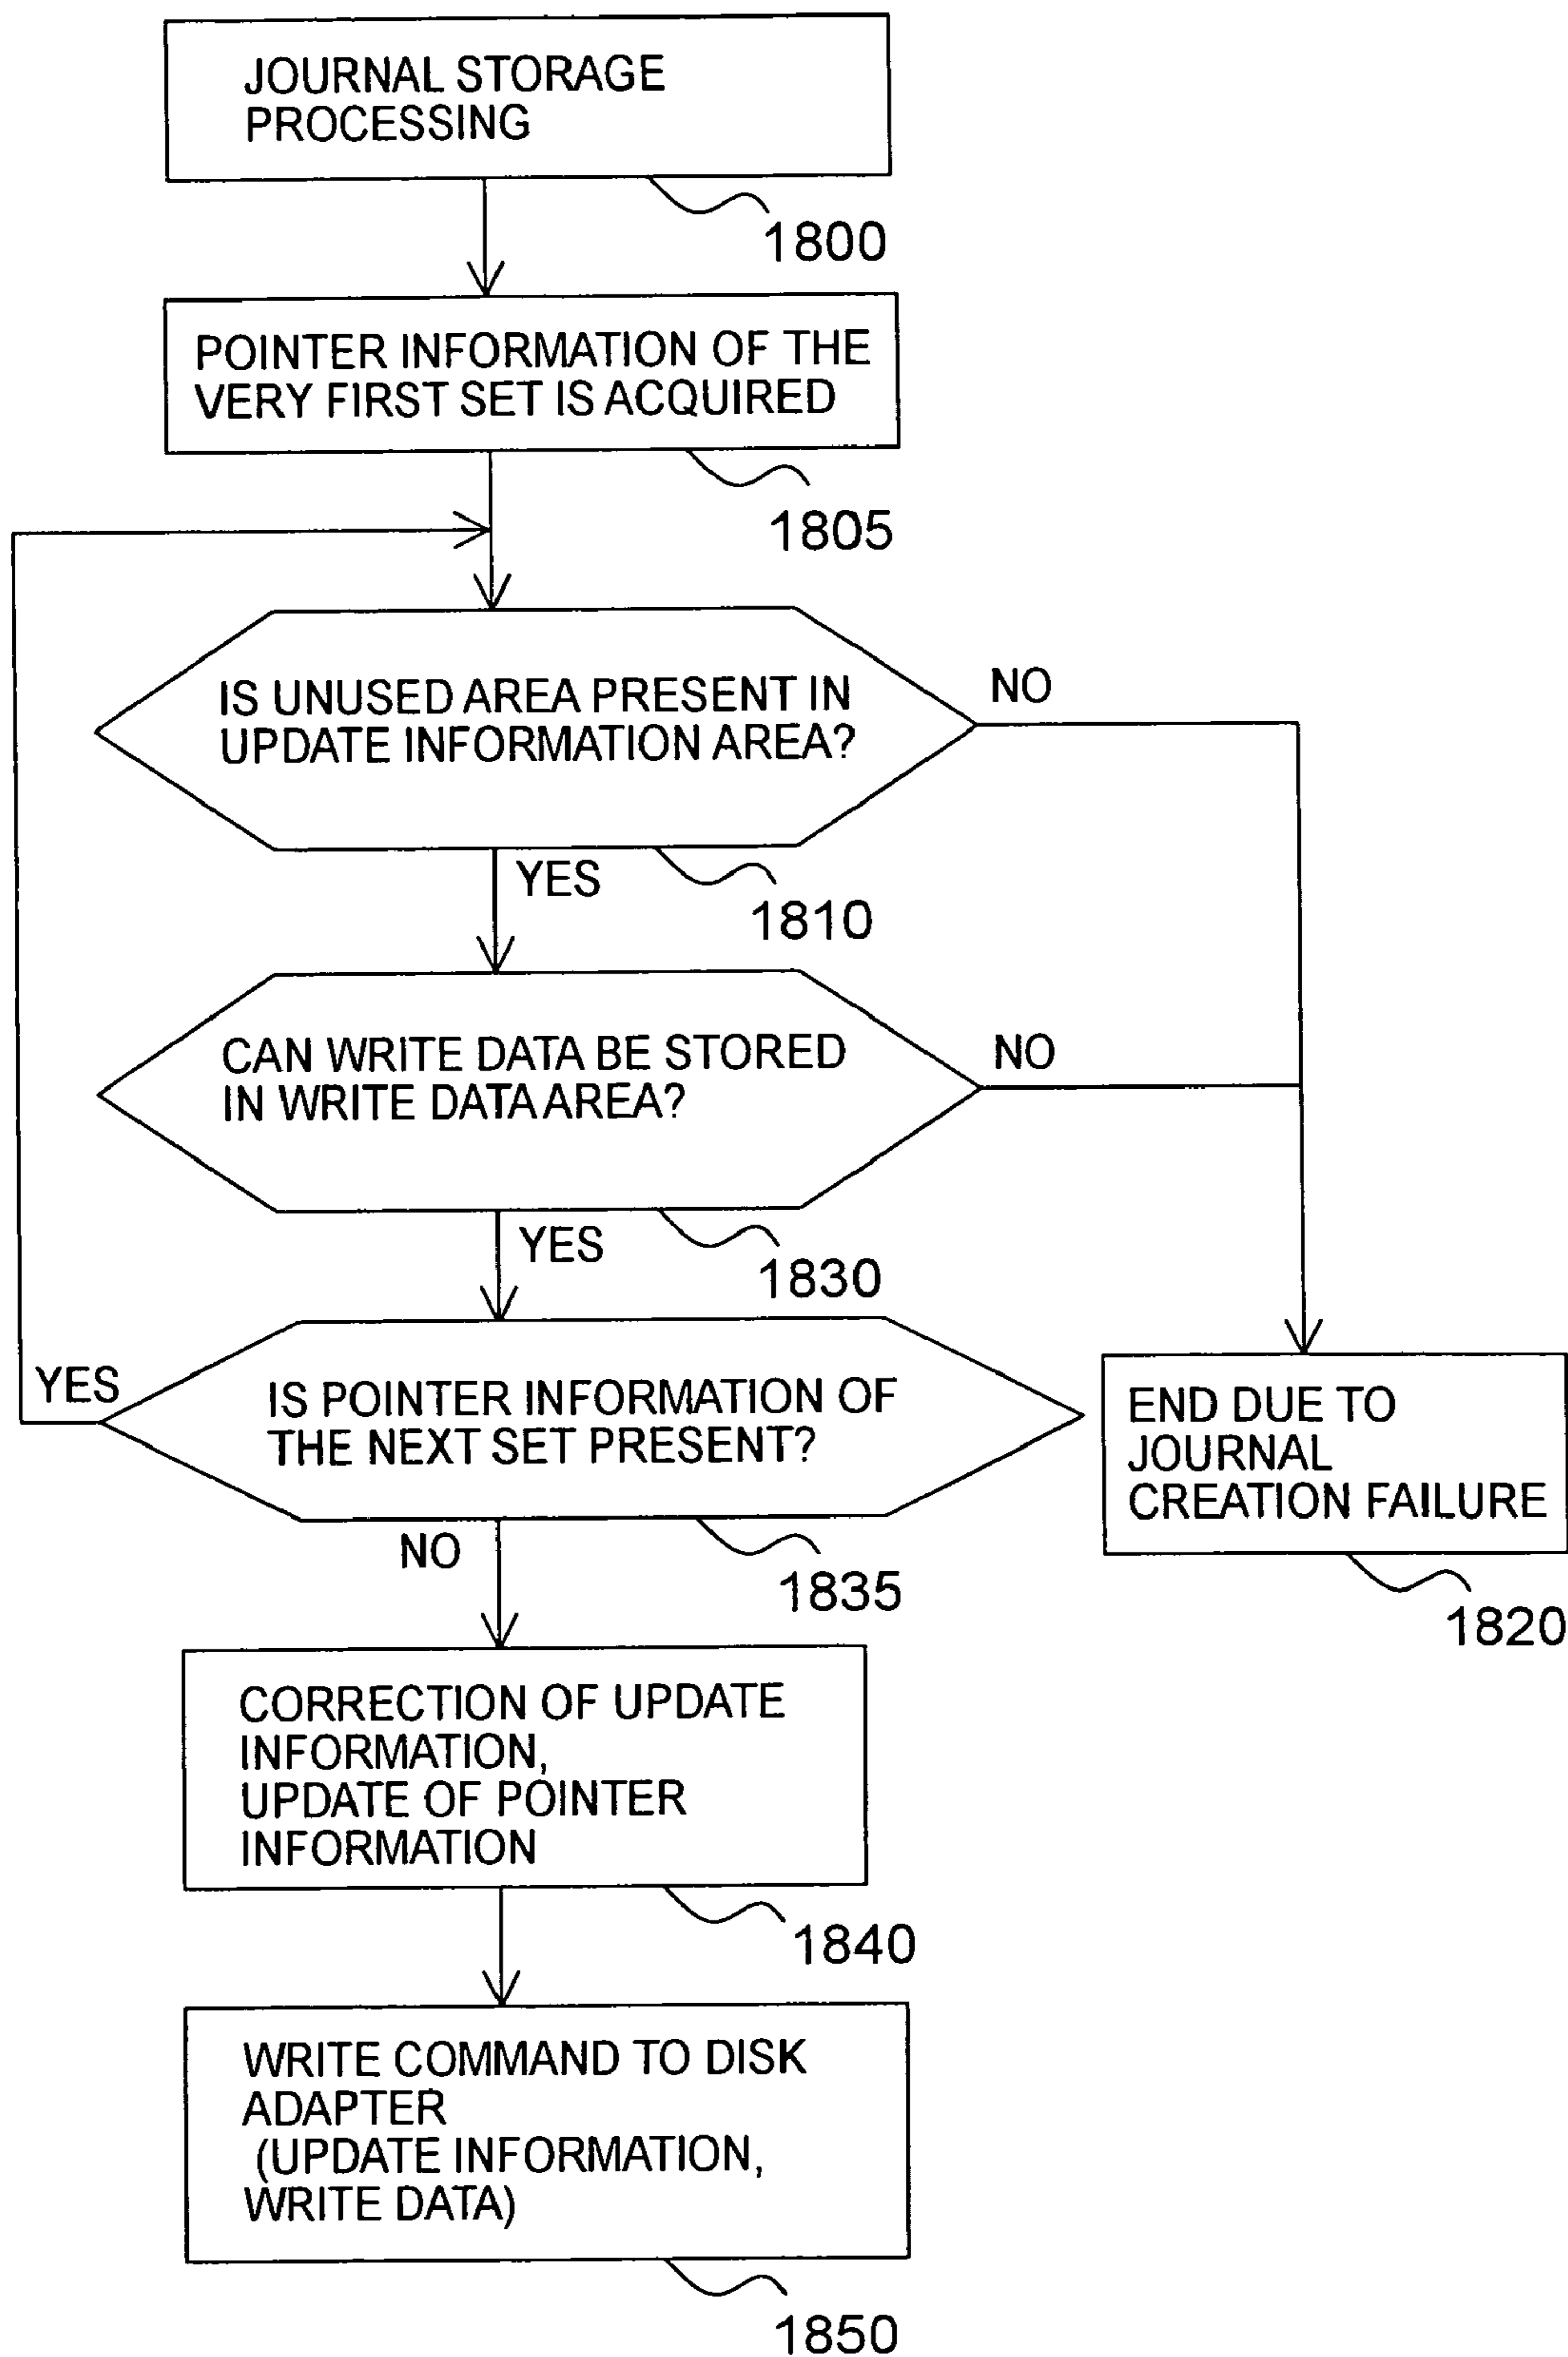 JOURNAL STORAGE
PROCESSING
1800
POINTER INFORMATION OF THE
VERY FIRST SET IS ACQUIRED
1805
IS UNUSED AREA PRESENT IN
UPDATE INFORMATION AREA?
NO
YES
1810
CAN WRITE DATA BE STORED
IN WRITE DATA AREA?
NO
YES
1830
YES
IS POINTER INFORMATION OF
THE NEXT SET PRESENT?
NO
1835
END DUE TO
JOURNAL
CREATION FAILURE
1820
CORRECTION OF UPDATE
INFORMATION,
UPDATE OF POINTER
INFORMATION
1840
WRITE COMMAND TO DISK
ADAPTER
(UPDATE INFORMATION,
WRITE DATA)
1850